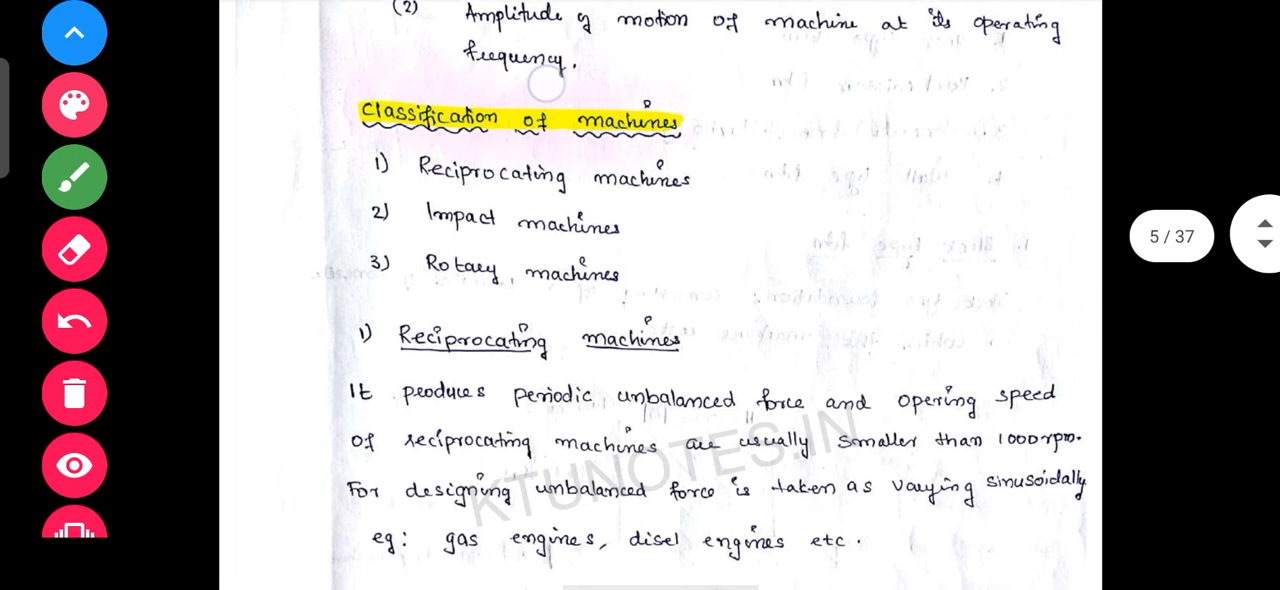 (2) Amplitude of motion of machine at its operating
frequency.
Classification of machines
1) Reciprocating machines
2) Impact machines
3) Rotary machines
5 / 37
1) Reciprocating machines
It produces periodic unbalanced force and opering speed
of reciprocating machines are usually smaller than 1000rpm.
For designing unbalanced force is taken as varying sinusoidally
eg: gas engines, disel engines etc.
KTUNOTES.IN